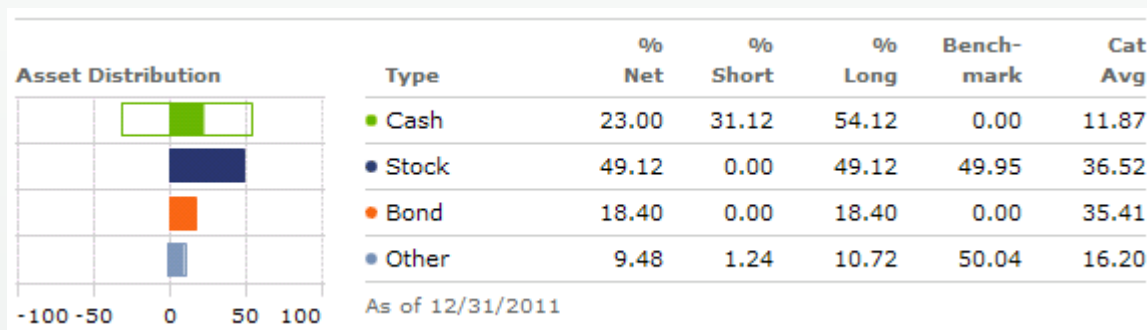 Asset Distribution Type % Net % Short % Long Bench-mark Cat Avg
Cash 23.00 31.12 54.12 0.00 11.87
Stock 49.12 0.00 49.12 49.95 36.52
Bond 18.40 0.00 18.40 0.00 35.41
Other 9.48 1.24 10.72 50.04 16.20
-100 -50 0 50 100
As of 12/31/2011